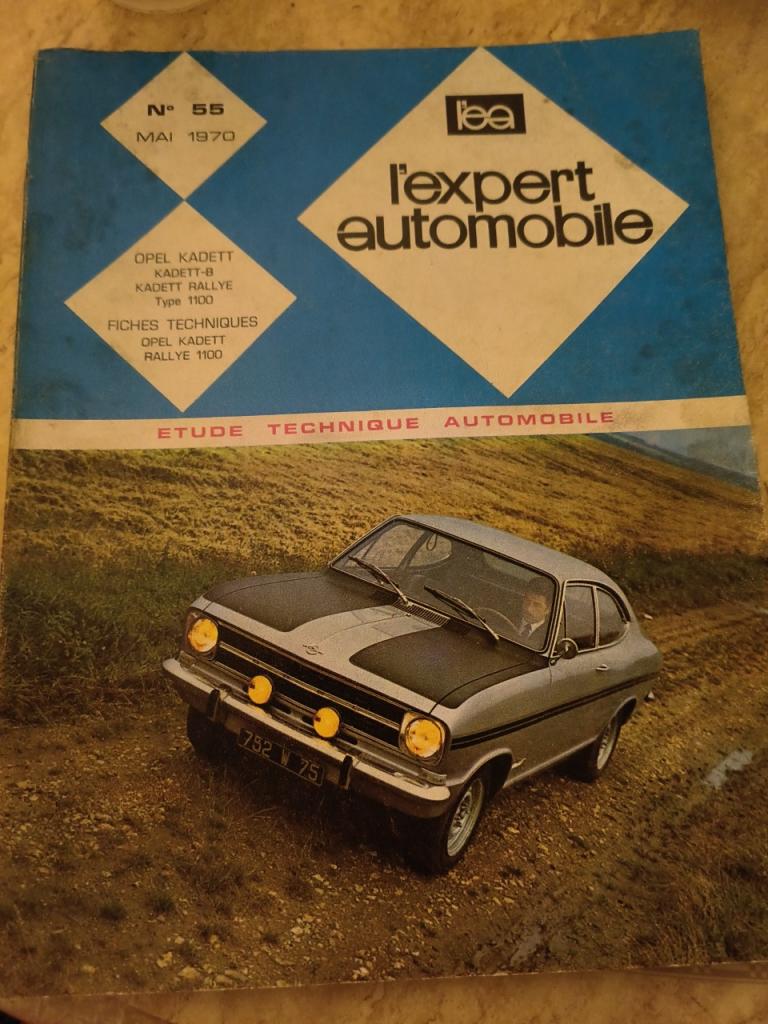 N° 55
MAI 1970
l'ea
l'expert
automobile
OPEL KADETT
KADETT-B
KADETT RALLYE
Type 1100
FICHES TECHNIQUES
OPEL KADETT
RALLYE 1100
ETUDE TECHNIQUE AUTOMOBILE
752 W 75